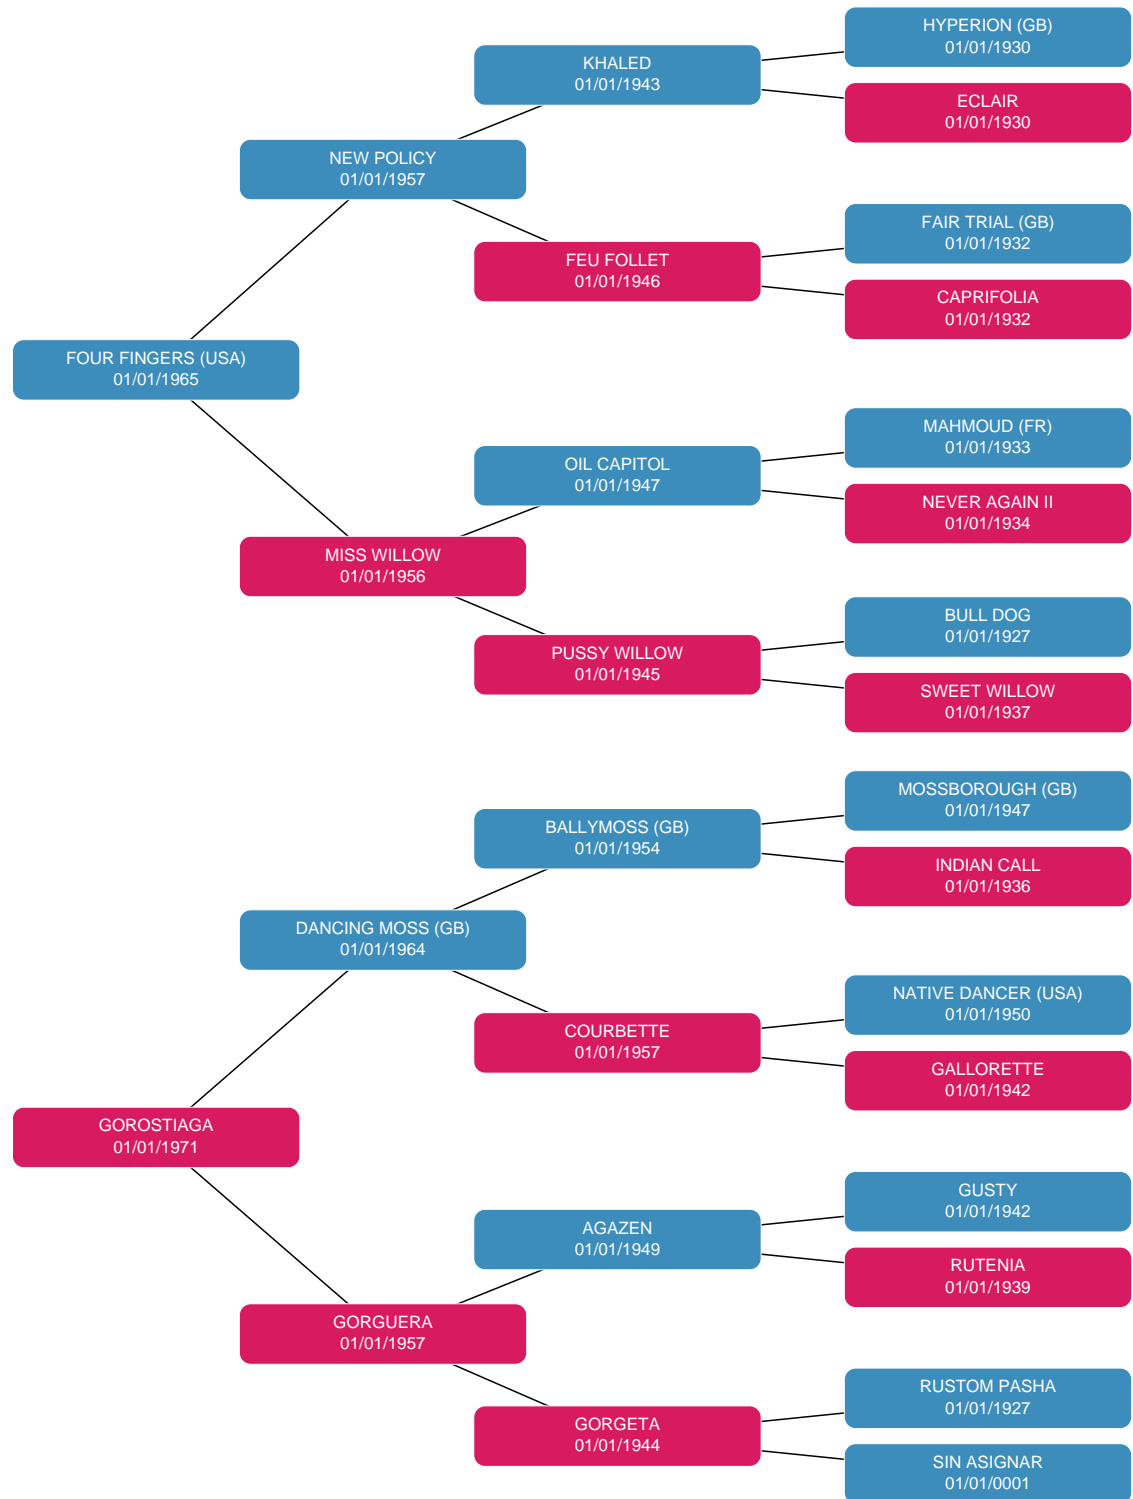 HYPERION (GB)
01/01/1930
KHALED
01/01/1943
ECLAIR
01/01/1930
NEW POLICY
01/01/1957
FAIR TRIAL (GB)
01/01/1932
FEU FOLLET
01/01/1946
CAPRIFOLIA
01/01/1932
FOUR FINGERS (USA)
01/01/1965
MAHMOUD (FR)
01/01/1933
OIL CAPITOL
01/01/1947
NEVER AGAIN II
01/01/1934
MISS WILLOW
01/01/1956
BULL DOG
01/01/1927
PUSSY WILLOW
01/01/1945
SWEET WILLOW
01/01/1937
MOSSBOROUGH (GB)
01/01/1947
BALLYMOSS (GB)
01/01/1954
INDIAN CALL
01/01/1936
DANCING MOSS (GB)
01/01/1964
NATIVE DANCER (USA)
01/01/1950
COURBETTE
01/01/1957
GALLORETTE
01/01/1942
GOROSTIAGA
01/01/1971
GUSTY
01/01/1942
AGAZEN
01/01/1949
RUTENIA
01/01/1939
GORGUERA
01/01/1957
RUSTOM PASHA
01/01/1927
GORGETA
01/01/1944
SIN ASIGNAR
01/01/0001